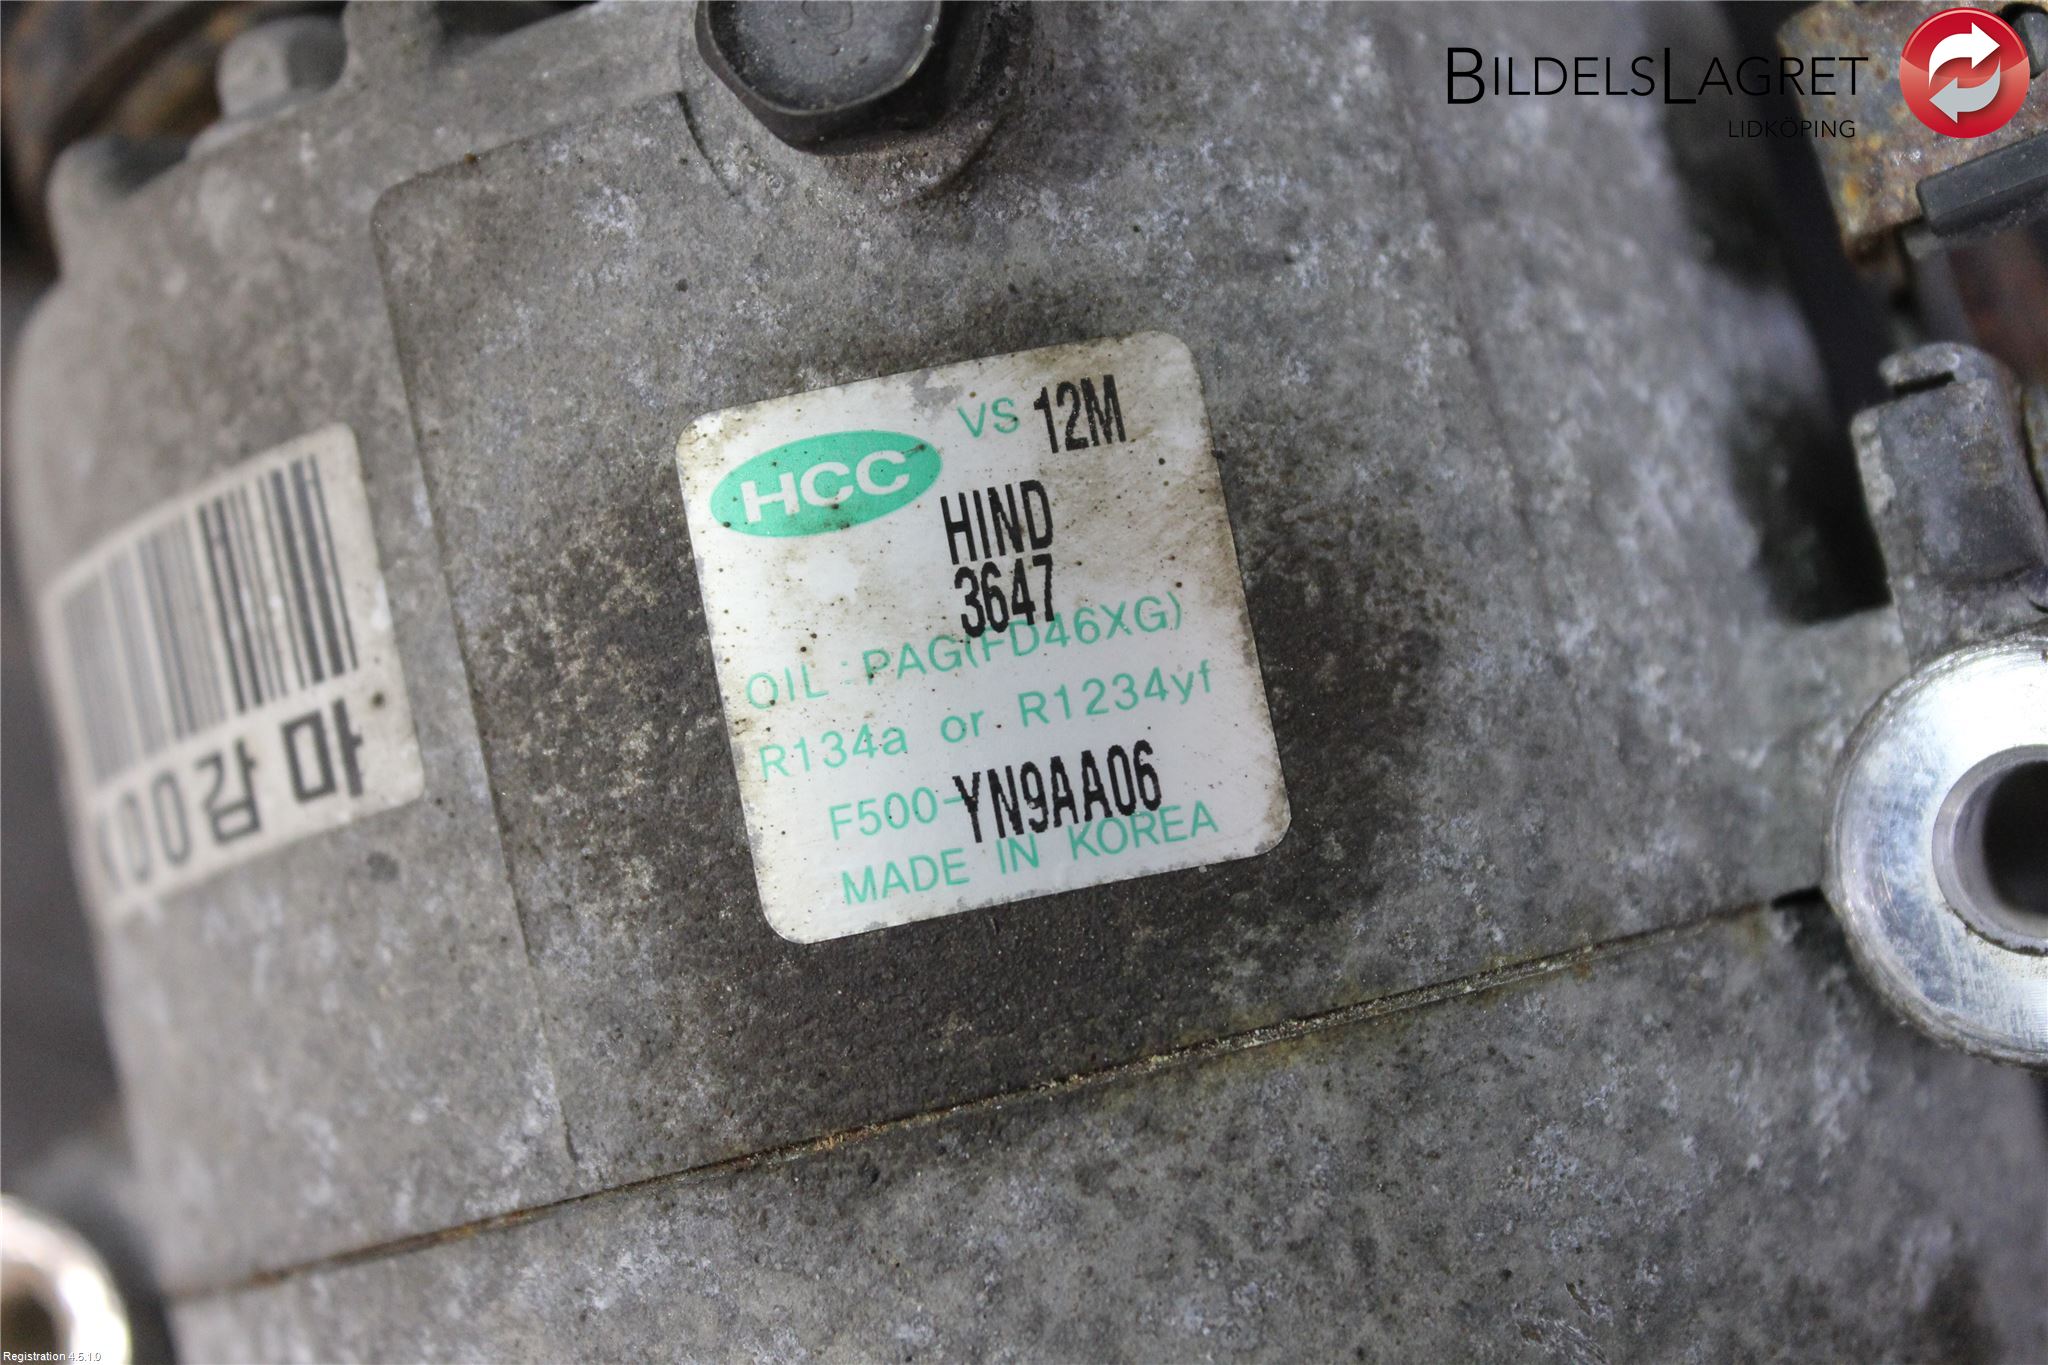 BILDELSLAGRET
LIDKÖPING
HCC
VS 12M
HIND
3647
OIL : PAG(FD46XG)
R134a or R1234yf
F500-YN9AA06
MADE IN KOREA
Registration 4.5.1.0